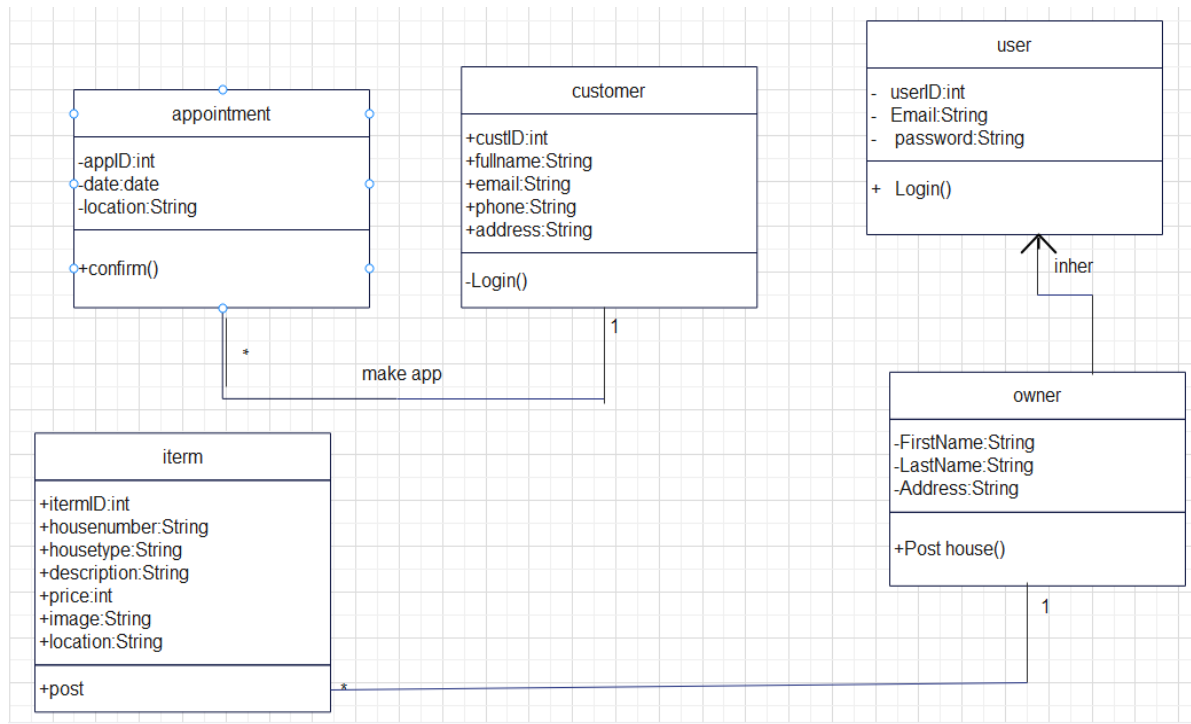 appointment
-appID:int
-date:date
-location:String
+confirm()
customer
+custID:int
+fullname:String
+email:String
+phone:String
+address:String
-Login()
user
- userID:int
- Email:String
- password:String
+ Login()
inher
1
*
make app
owner
-FirstName:String
-LastName:String
-Address:String
+Post house()
1
iterm
+itermID:int
+housenumber:String
+housetype:String
+description:String
+price:int
+image:String
+location:String
+post
*